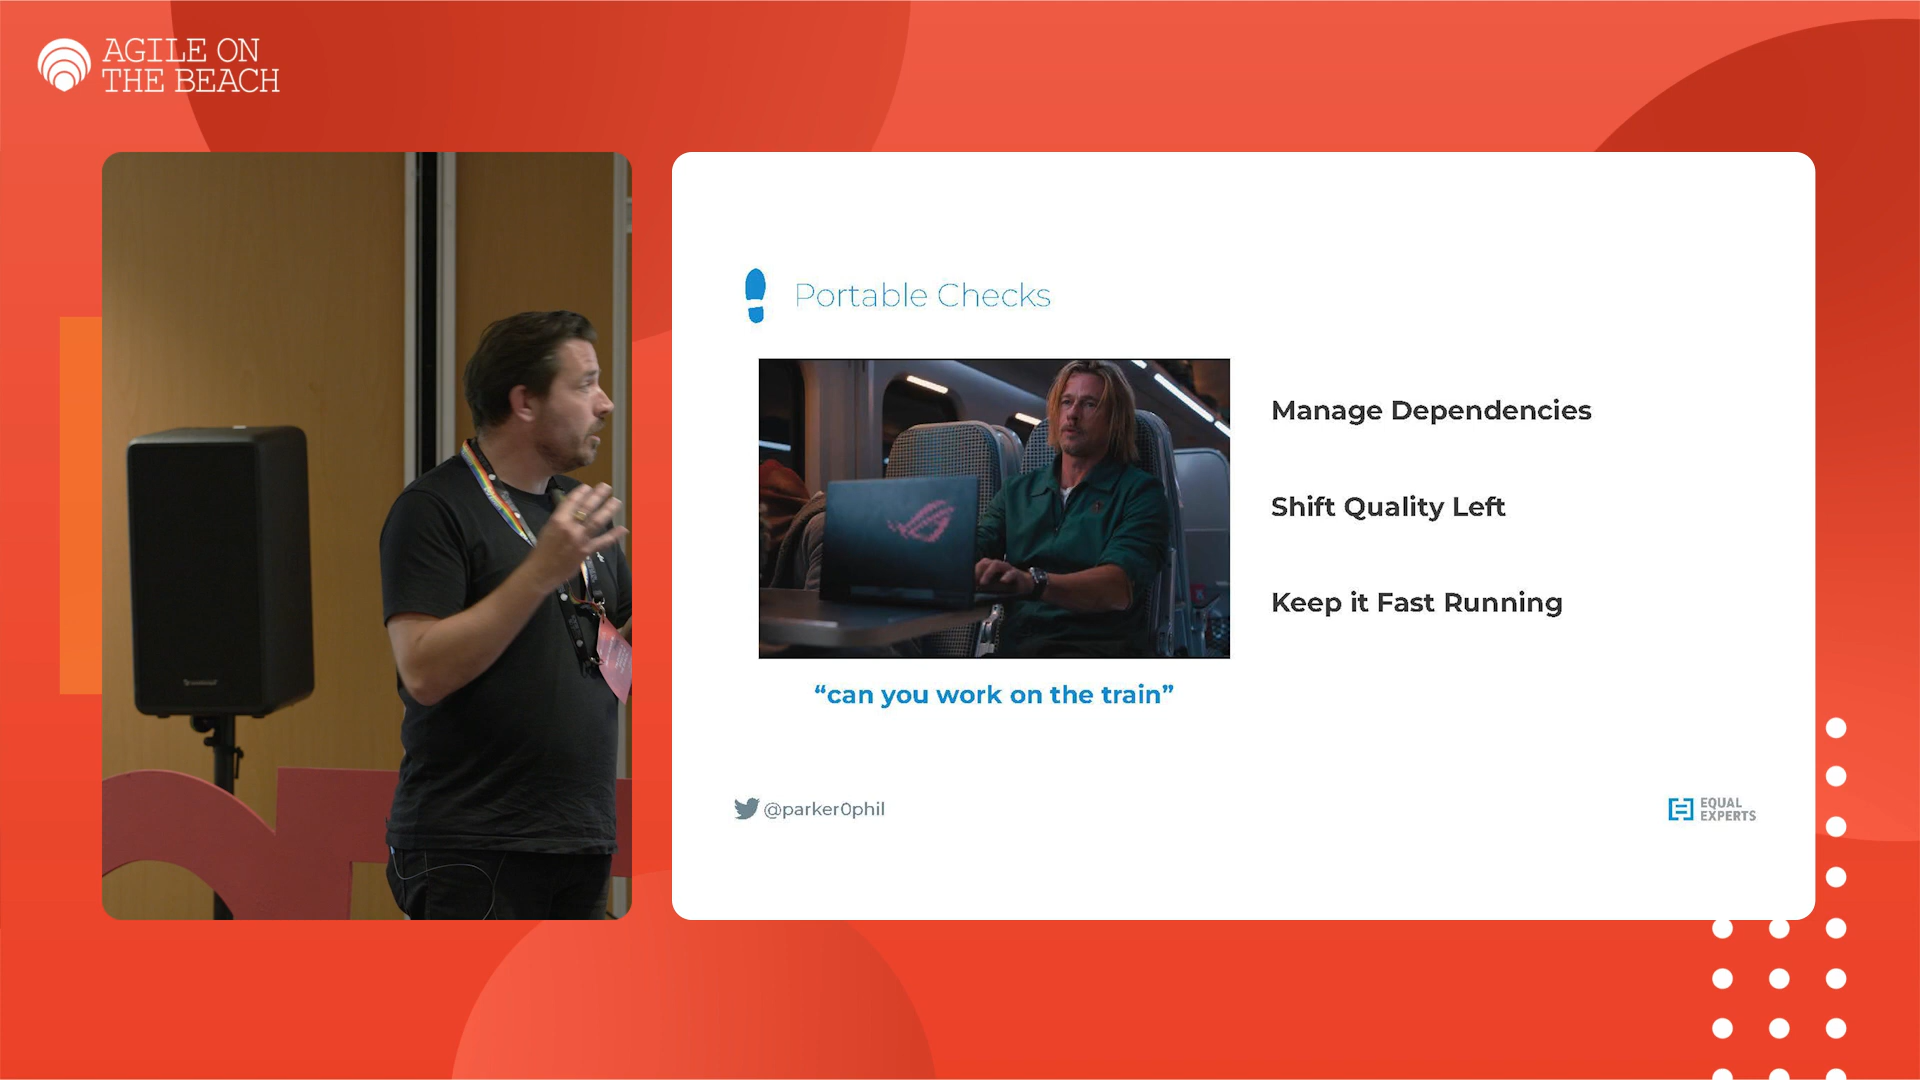 AGILE ON
THE BEACH
Portable Checks
Manage Dependencies
Shift Quality Left
Keep it Fast Running
“can you work on the train”
@parker0phil
EQUAL
EXPERTS